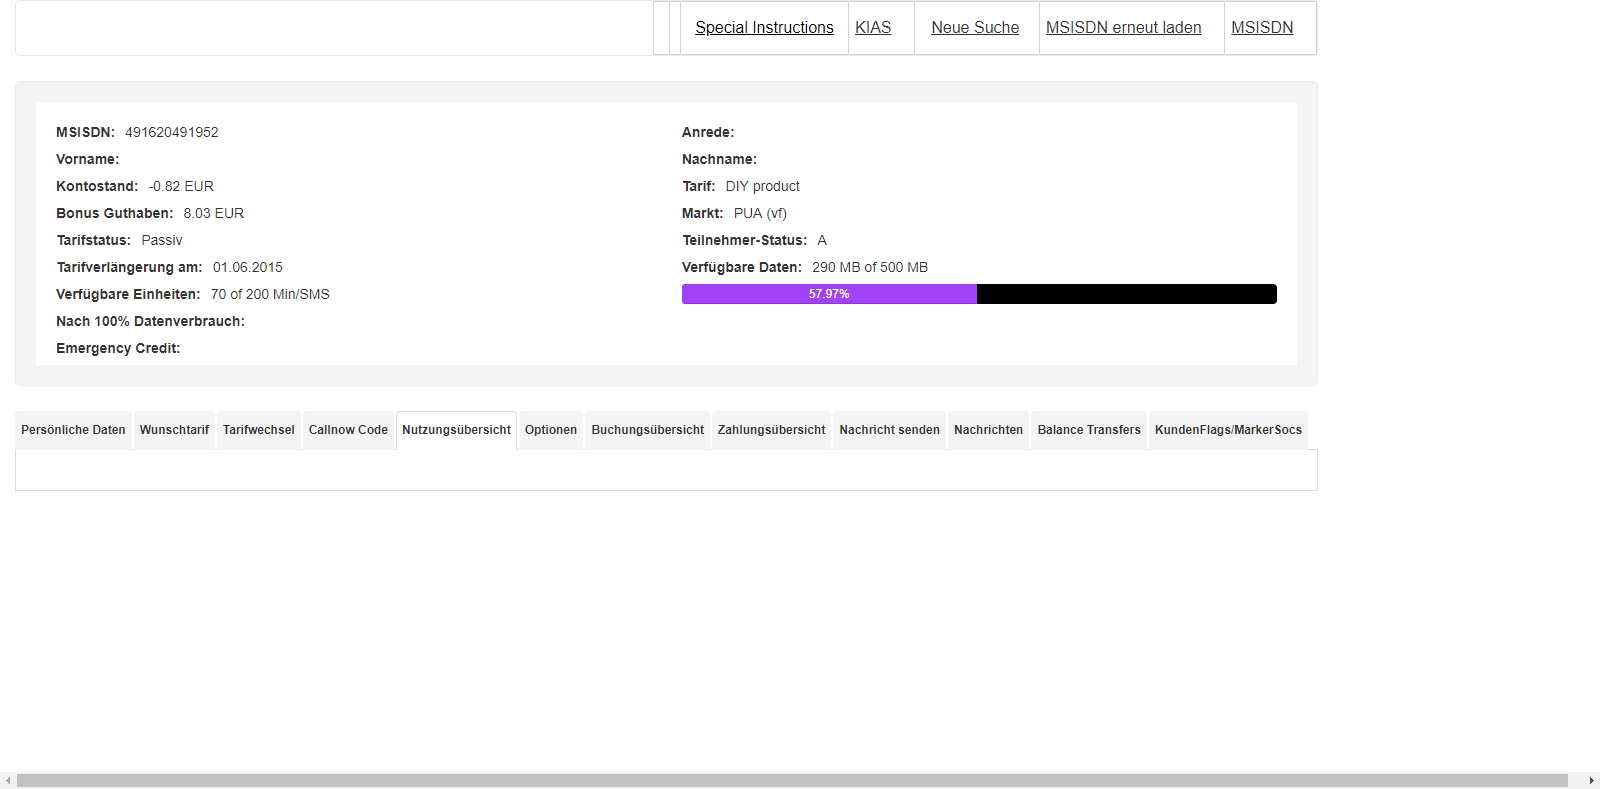 Special Instructions KIAS Neue Suche MSISDN erneut laden MSISDN
MSISDN: 491620491952
Anrede:
Vorname:
Nachname:
Kontostand: -0.82 EUR
Tarif: DIY product
Bonus Guthaben: 8.03 EUR
Markt: PUA (vf)
Tarifstatus: Passiv
Teilnehmer-Status: A
Tarifverlängerung am: 01.06.2015
Verfügbare Daten: 290 MB of 500 MB
Verfügbare Einheiten: 70 of 200 Min/SMS
57.97%
Nach 100% Datenverbrauch:
Emergency Credit:
Persönliche Daten Wunschtarif Tarifwechsel Callnow Code Nutzungsübersicht Optionen Buchungsübersicht Zahlungsübersicht Nachricht senden Nachrichten Balance Transfers KundenFlags/MarkerSocs